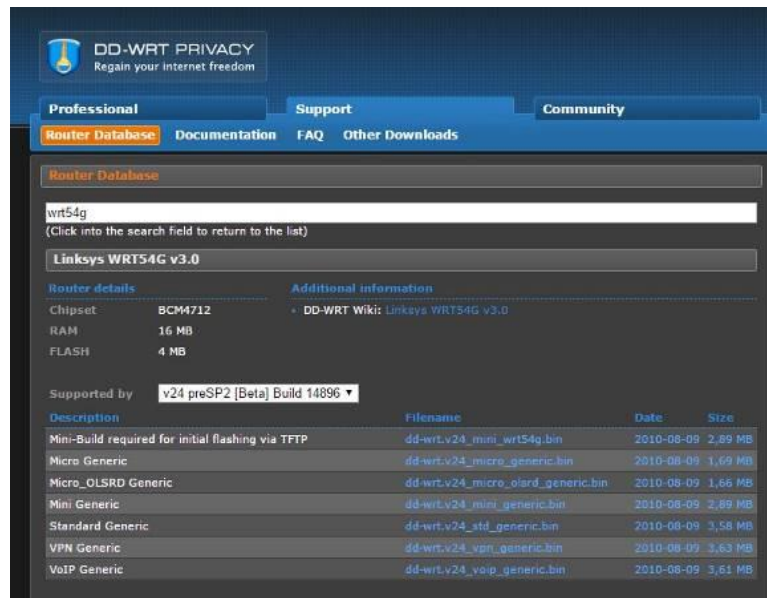 DD-WRT PRIVACY
Regain your internet freedom
Professional Support Community
Router Database Documentation FAQ Other Downloads
Router Database
wrt54g
(Click into the search field to return to the list)
Linksys WRT54G v3.0
Router details Additional information
Chipset BCM4712 • DD-WRT Wiki: Linksys WRT54G v3.0
RAM 16 MB
FLASH 4 MB
Supported by v24 preSP2 [Beta] Build 14896
Description Filename Date Size
Mini-Build required for initial flashing via TFTP dd-wrt.v24_mini_wrt54g.bin 2010-08-09 2,89 MB
Micro Generic dd-wrt.v24_micro_generic.bin 2010-08-09 1,69 MB
Micro_OLSRD Generic dd-wrt.v24_micro_olsrd_generic.bin 2010-08-09 1,66 MB
Mini Generic dd-wrt.v24_mini_generic.bin 2010-08-09 2,89 MB
Standard Generic dd-wrt.v24_std_generic.bin 2010-08-09 3,58 MB
VPN Generic dd-wrt.v24_vpn_generic.bin 2010-08-09 3,63 MB
VoIP Generic dd-wrt.v24_voip_generic.bin 2010-08-09 3,61 MB